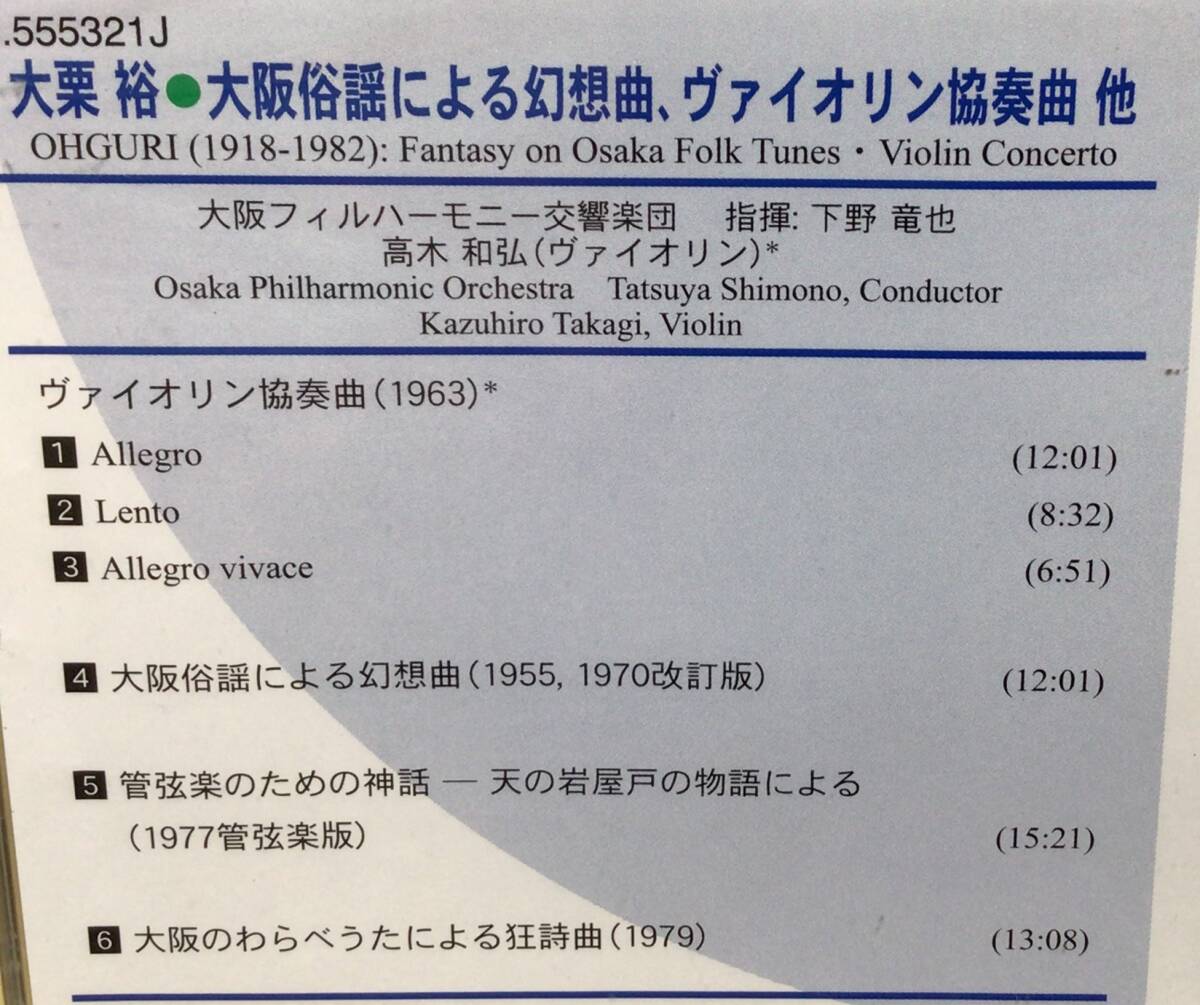 .555321J
大栗 裕●大阪俗謡による幻想曲、ヴァイオリン協奏曲 他
OHGURI (1918-1982): Fantasy on Osaka Folk Tunes・Violin Concerto
大阪フィルハーモニー交響楽団 指揮: 下野 竜也
高木 和弘(ヴァイオリン)*
Osaka Philharmonic Orchestra Tatsuya Shimono, Conductor
Kazuhiro Takagi, Violin
ヴァイオリン協奏曲(1963)*
1 Allegro (12:01)
2 Lento (8:32)
3 Allegro vivace (6:51)
4 大阪俗謡による幻想曲(1955, 1970改訂版) (12:01)
5 管弦楽のための神話 — 天の岩屋戸の物語による
(1977管弦楽版) (15:21)
6 大阪のわらべうたによる狂詩曲(1979) (13:08)